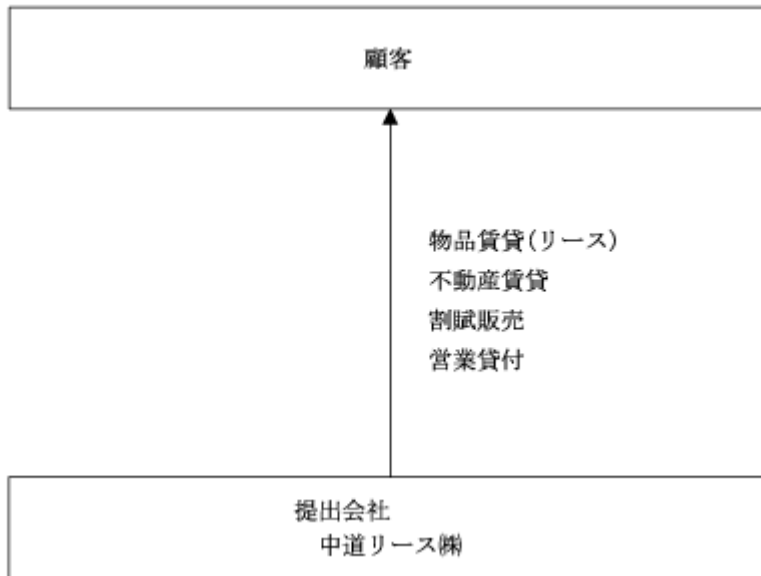 顧客
物品賃貸(リース)
不動産賃貸
割賦販売
営業貸付
提出会社
中道リース㈱